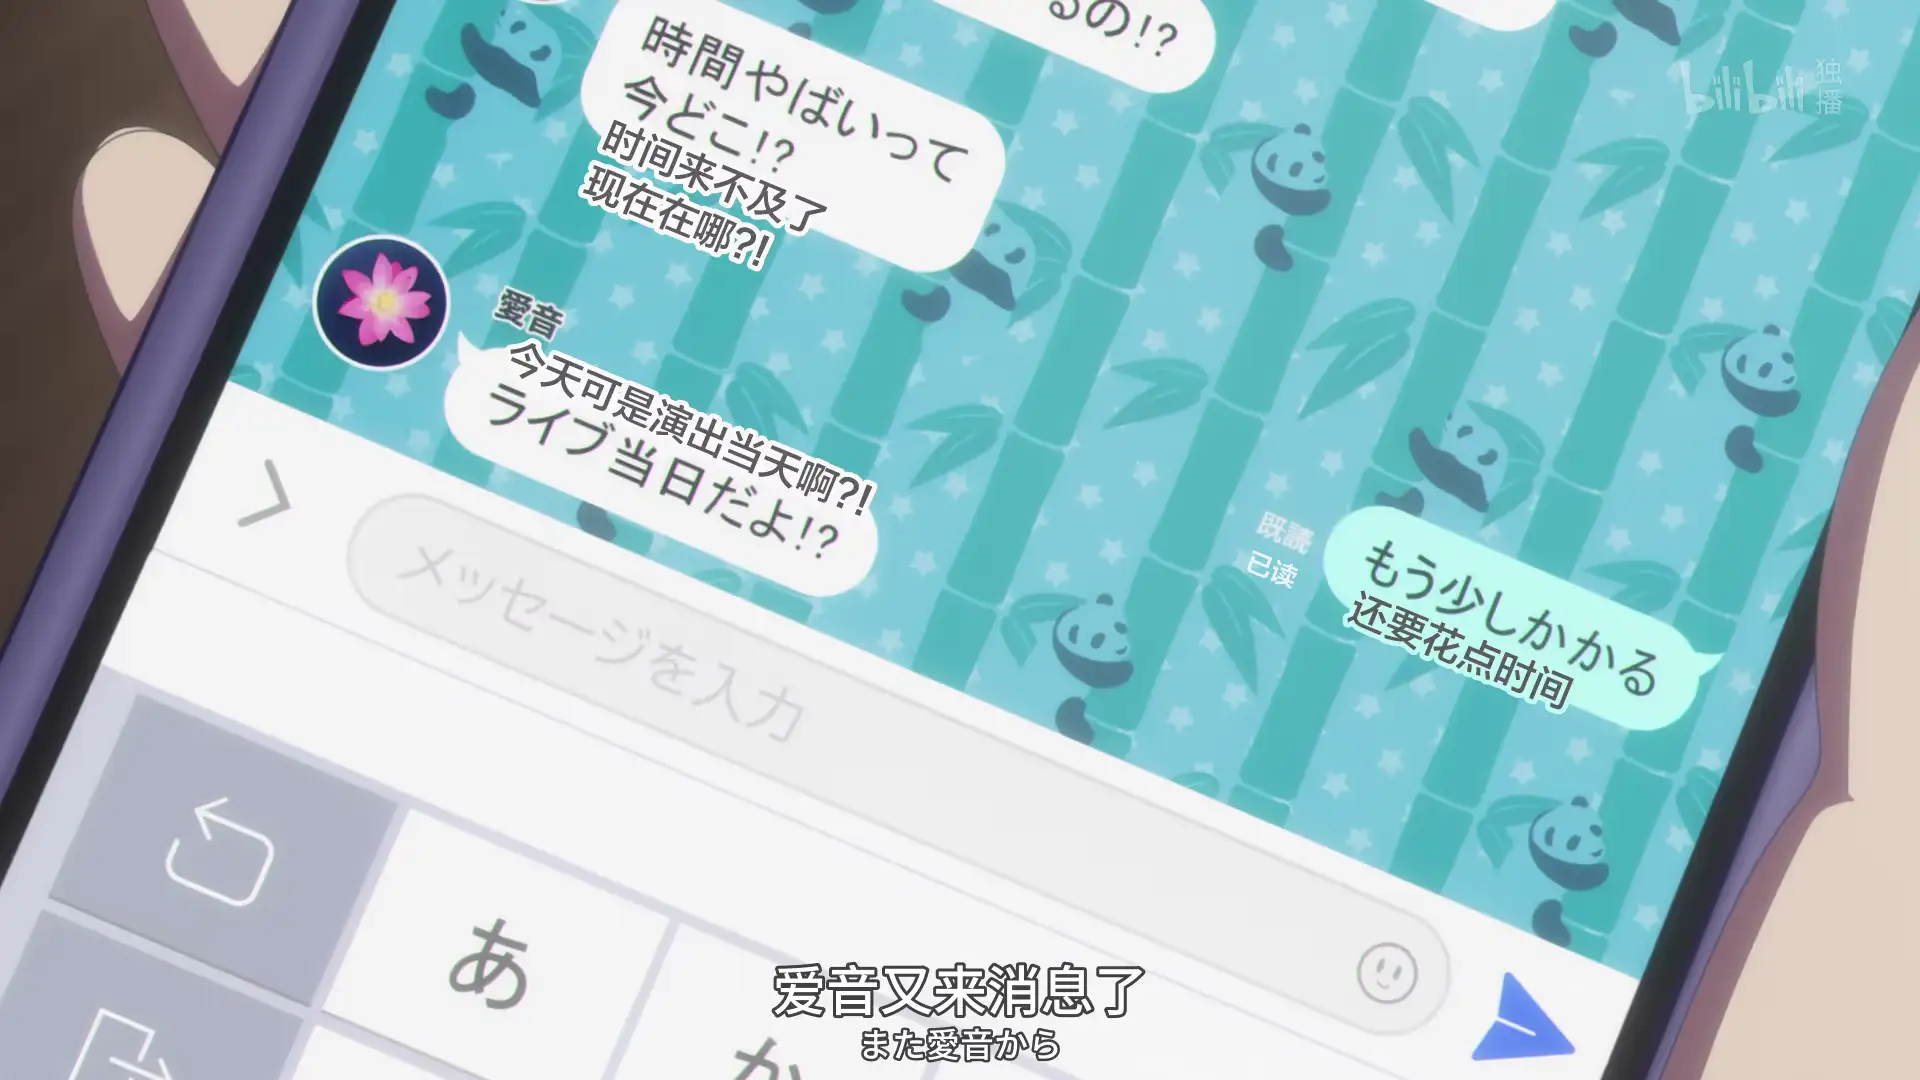 るの!?
bilibili 独播
時間やばいって
今どこ!?
时间来不及了
现在在哪?!
愛音
今天可是演出当天啊?!
ライブ当日だよ!?
既読
已读
もう少しかかる
还要花点时间
メッセージを入力
あ
か
爱音又来消息了
また愛音から